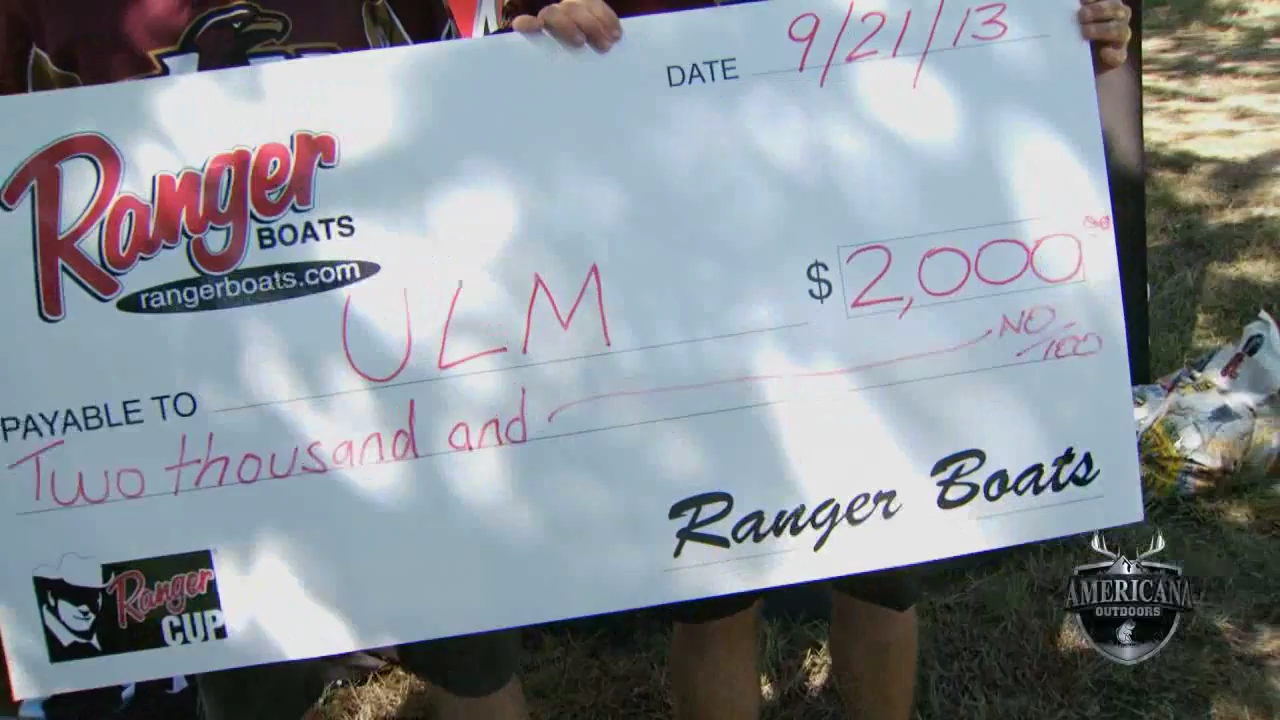 DATE 9/21/13
Ranger
BOATS
rangerboats.com
$ 2,000 00
PAYABLE TO ULM
Two thousand and NO/100
Ranger Boats
Ranger
CUP
AMERICANA
OUTDOORS